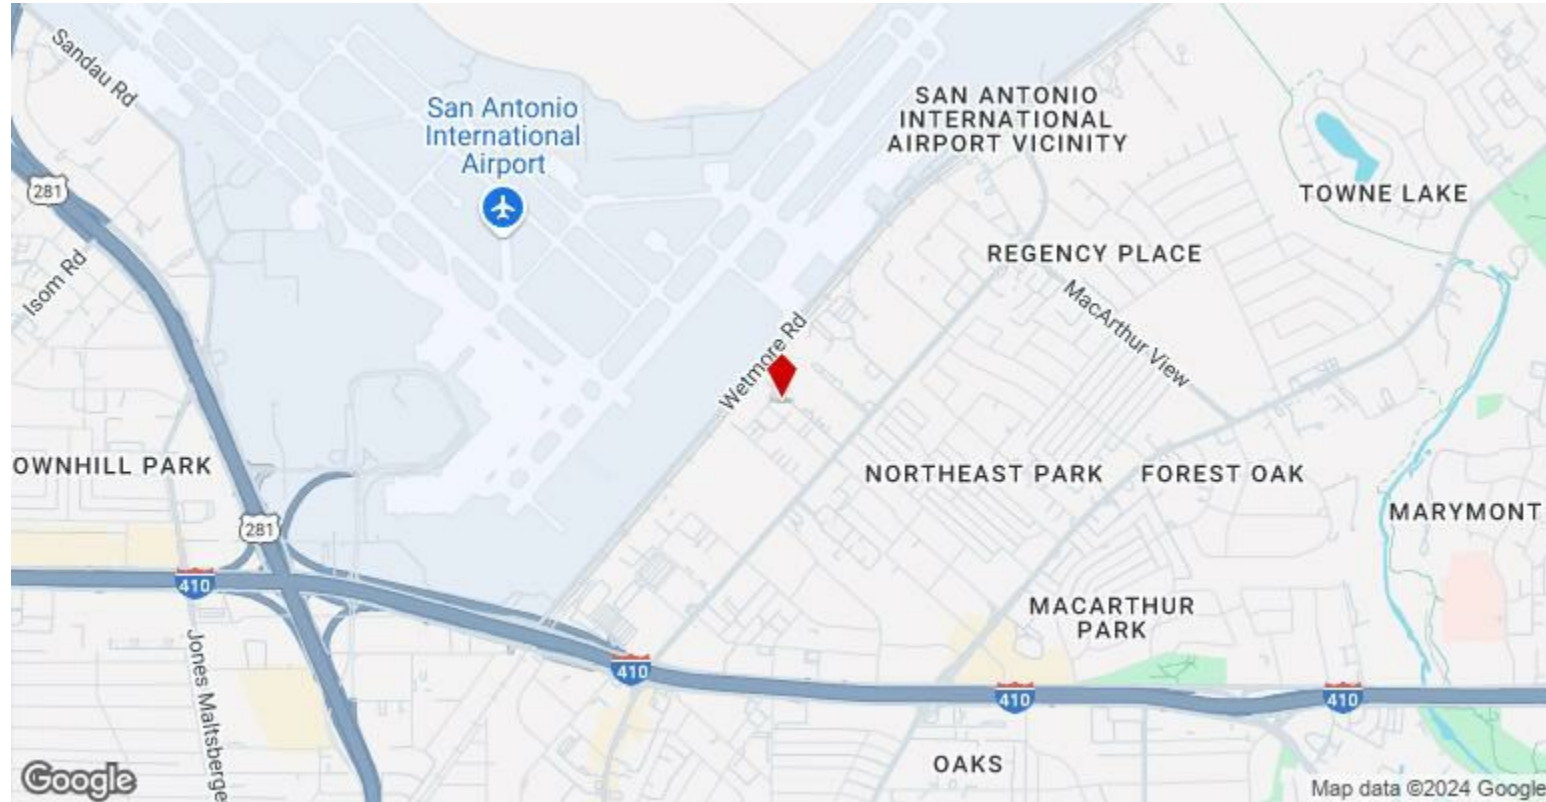 Sandau Rd
San Antonio
International
Airport
SAN ANTONIO
INTERNATIONAL
AIRPORT VICINITY
281
TOWNE LAKE
Isom Rd
REGENCY PLACE
MacArthur View
Wetmore Rd
OWNHILL PARK
NORTHEAST PARK
FOREST OAK
MARYMONT
281
410
MACARTHUR
PARK
Jones Maltsberge
410
410
410
OAKS
Google
Map data ©2024 Google